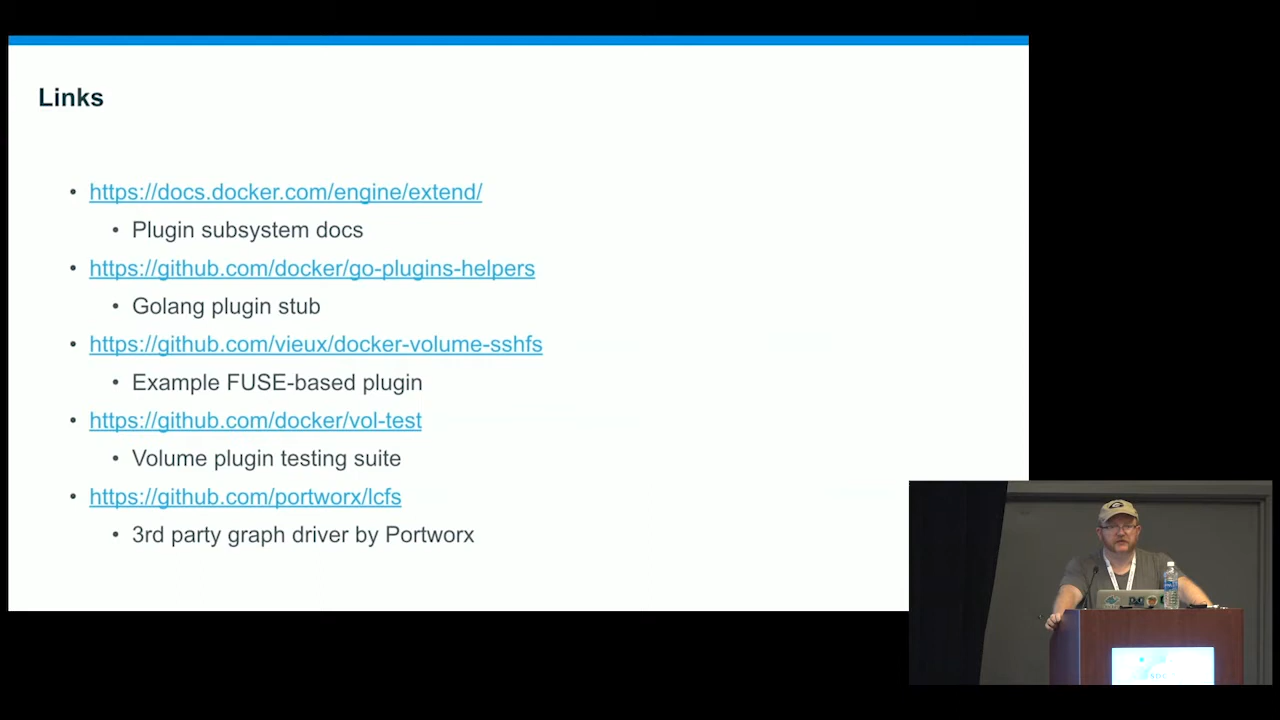 Links
• https://docs.docker.com/engine/extend/
• Plugin subsystem docs
• https://github.com/docker/go-plugins-helpers
• Golang plugin stub
• https://github.com/vieux/docker-volume-sshfs
• Example FUSE-based plugin
• https://github.com/docker/vol-test
• Volume plugin testing suite
• https://github.com/portworx/lcfs
• 3rd party graph driver by Portworx